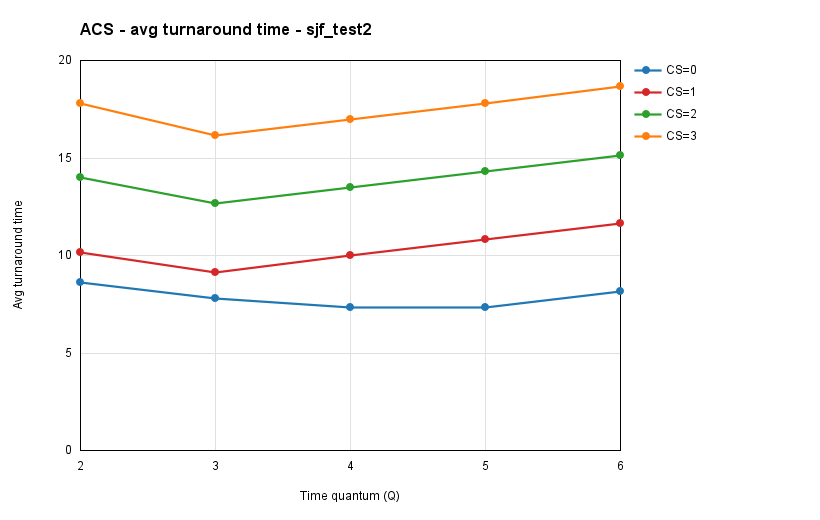 ACS - avg turnaround time - sjf_test2
20
15
10
5
0
Avg turnaround time
2 3 4 5 6
Time quantum (Q)
CS=0
CS=1
CS=2
CS=3